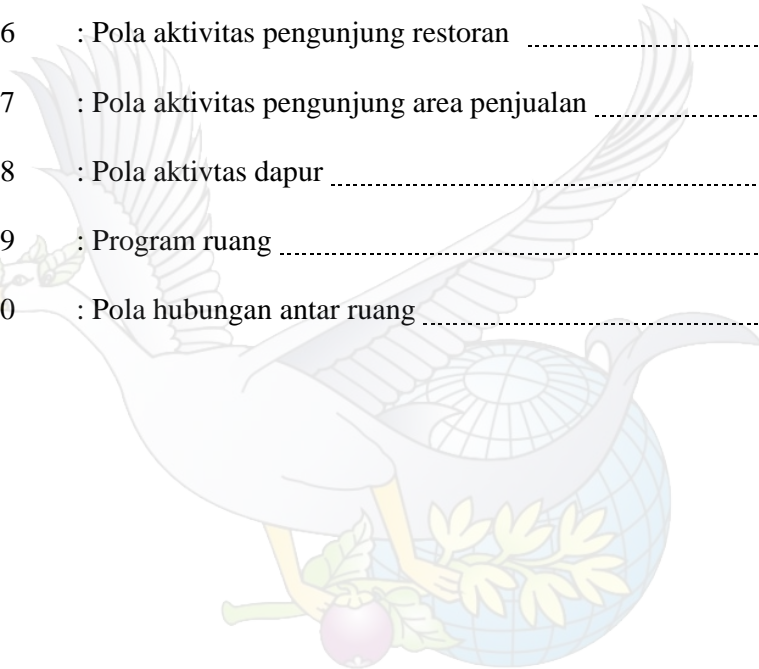 6 : Pola aktivitas pengunjung restoran
7 : Pola aktivitas pengunjung area penjualan
8 : Pola aktivtas dapur
9 : Program ruang
0 : Pola hubungan antar ruang